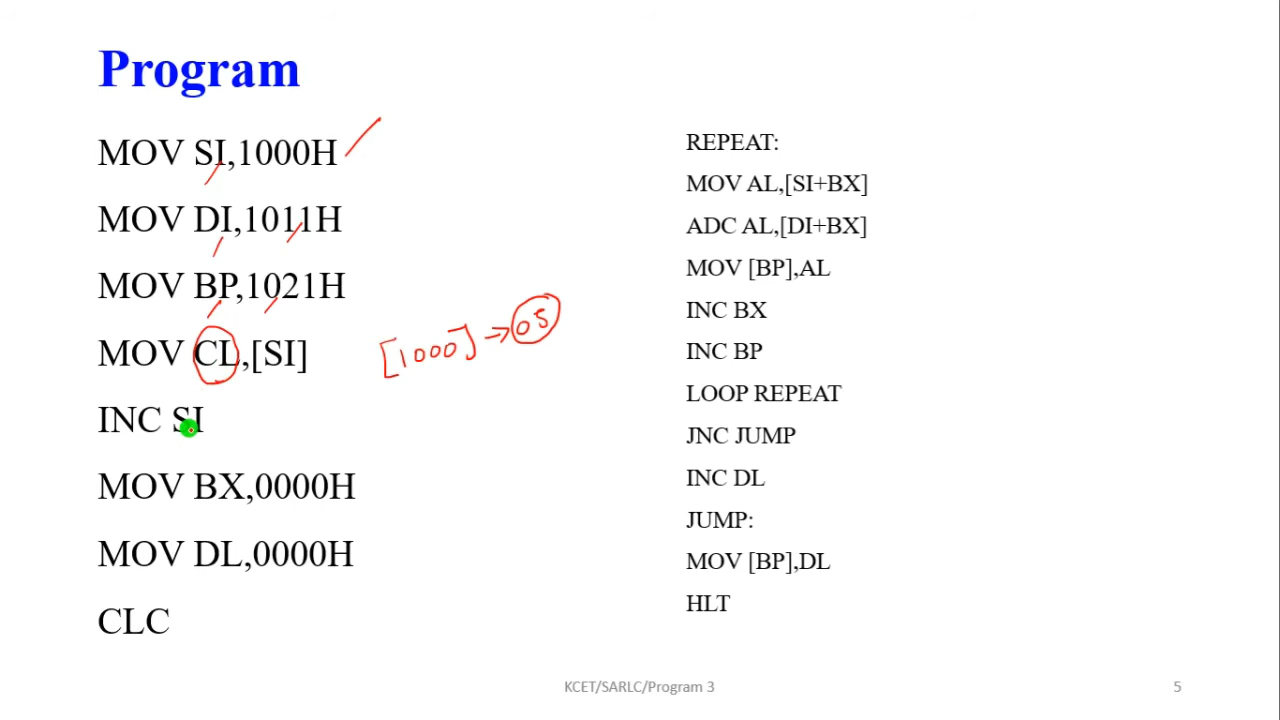 Program
MOV SI,1000H
MOV DI,1011H
MOV BP,1021H
MOV CL,[SI]
[1000] → 05
INC SI
MOV BX,0000H
MOV DL,0000H
CLC
REPEAT:
MOV AL,[SI+BX]
ADC AL,[DI+BX]
MOV [BP],AL
INC BX
INC BP
LOOP REPEAT
JNC JUMP
INC DL
JUMP:
MOV [BP],DL
HLT
KCET/SARLC/Program 3
5